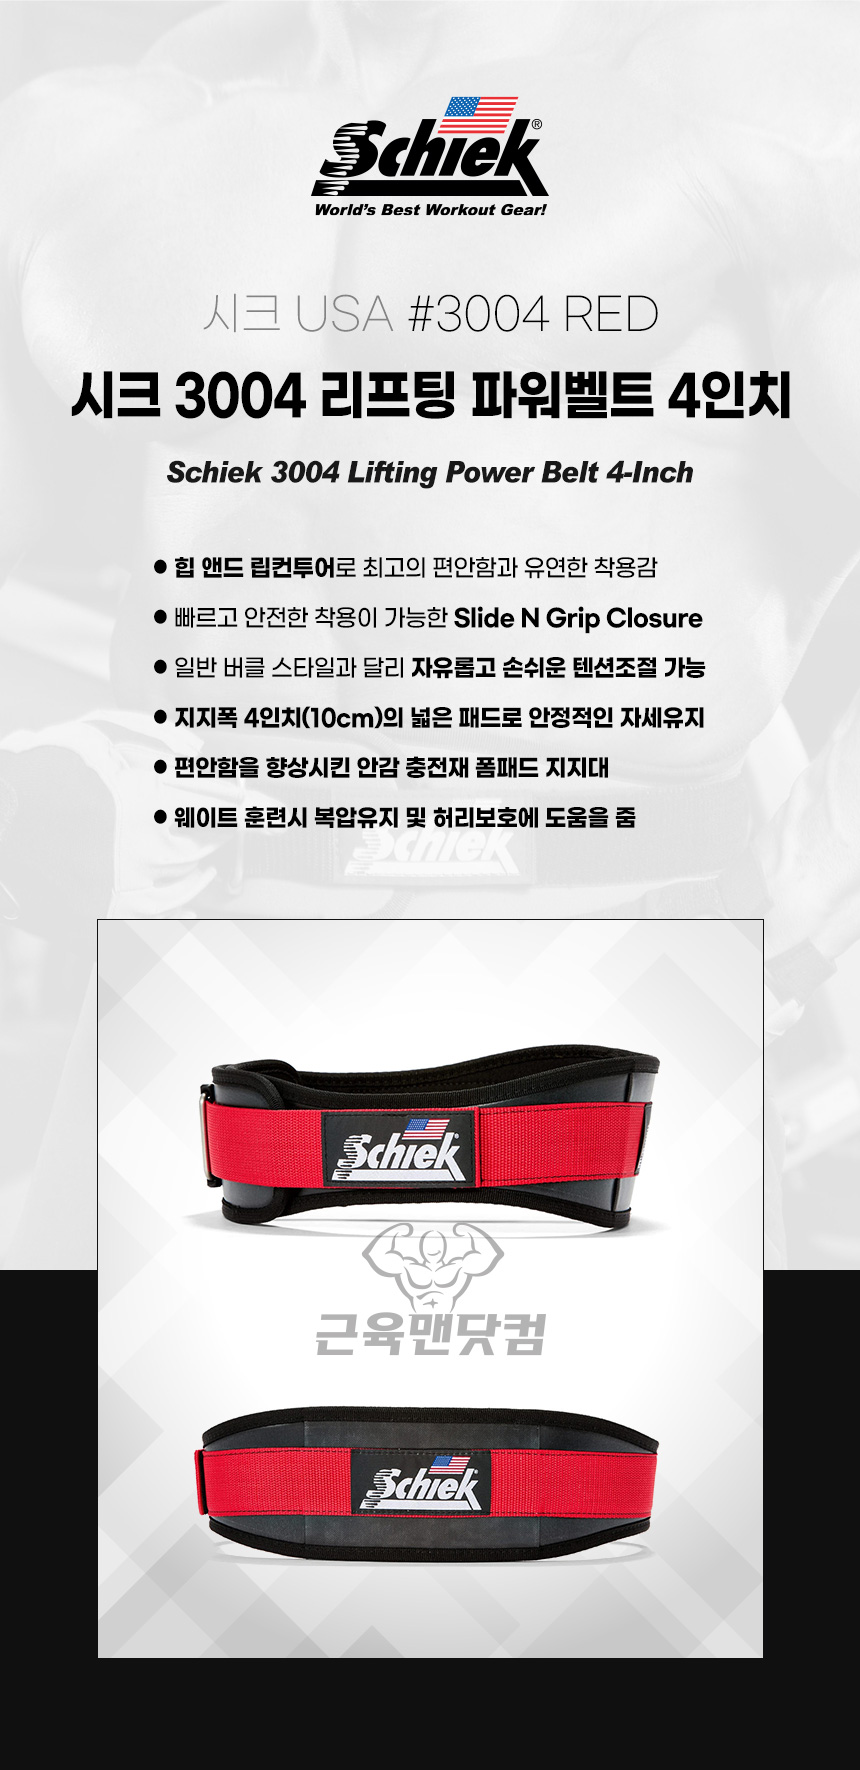 Schiek®
World's Best Workout Gear!
시크 USA #3004 RED
시크 3004 리프팅 파워벨트 4인치
Schiek 3004 Lifting Power Belt 4-Inch
● 힙 앤드 립컨투어로 최고의 편안함과 유연한 착용감
● 빠르고 안전한 착용이 가능한 Slide N Grip Closure
● 일반 버클 스타일과 달리 자유롭고 손쉬운 텐션조절 가능
● 지지폭 4인치(10cm)의 넓은 패드로 안정적인 자세유지
● 편안함을 향상시킨 안감 충전재 폼패드 지지대
● 웨이트 훈련시 복압유지 및 허리보호에 도움을 줌
Schiek
Schiek
근육맨닷컴
Schiek